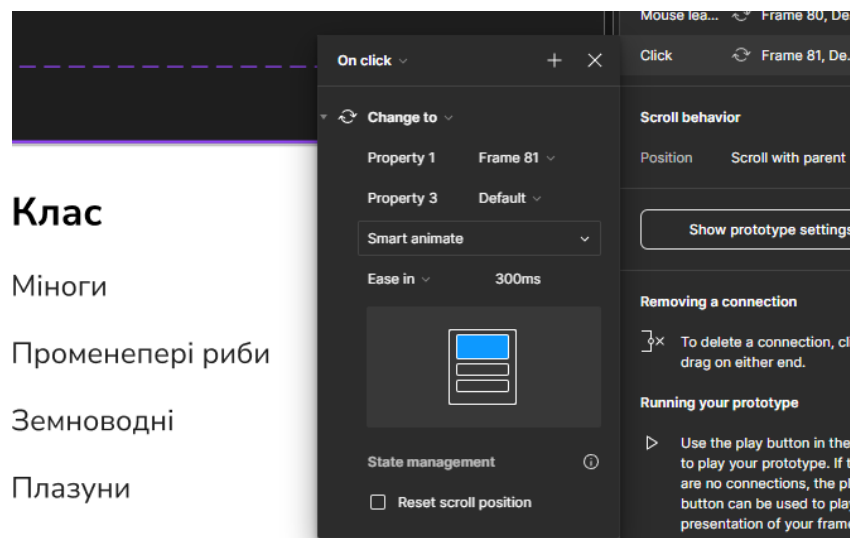 Mouse lea... Frame 80, De
On click
Click Frame 81, De.
Change to
Scroll behavior
Property 1 Frame 81
Position Scroll with parent
Property 3 Default
Клас
Smart animate
Show prototype settings
Ease in 300ms
Міноги
Removing a connection
To delete a connection, cli
drag on either end.
Променепері риби
Running your prototype
Земноводні
Use the play button in the
to play your prototype. If t
State management
are no connections, the pl
Плазуни
Reset scroll position
button can be used to play
presentation of your frame